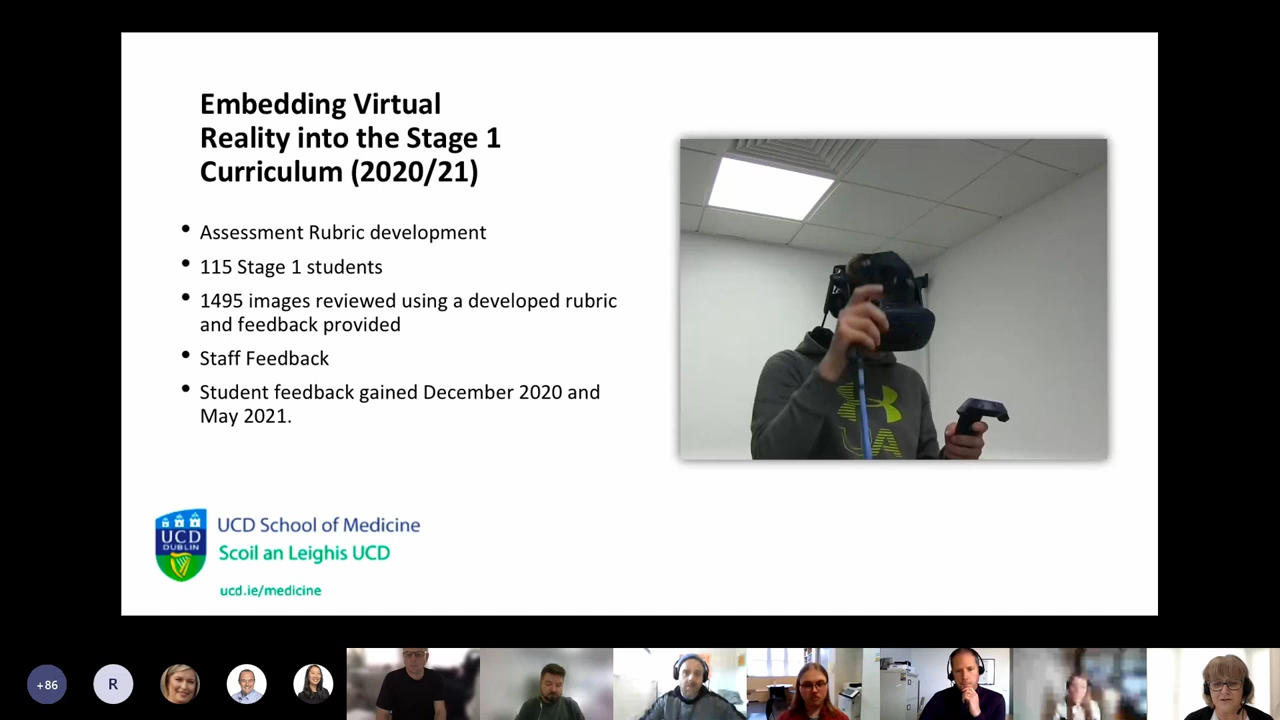 Embedding Virtual
Reality into the Stage 1
Curriculum (2020/21)
• Assessment Rubric development
• 115 Stage 1 students
• 1495 images reviewed using a developed rubric
and feedback provided
• Staff Feedback
• Student feedback gained December 2020 and
May 2021.
UCD
DUBLIN
UCD School of Medicine
Scoil an Leighis UCD
ucd.ie/medicine
+86
R